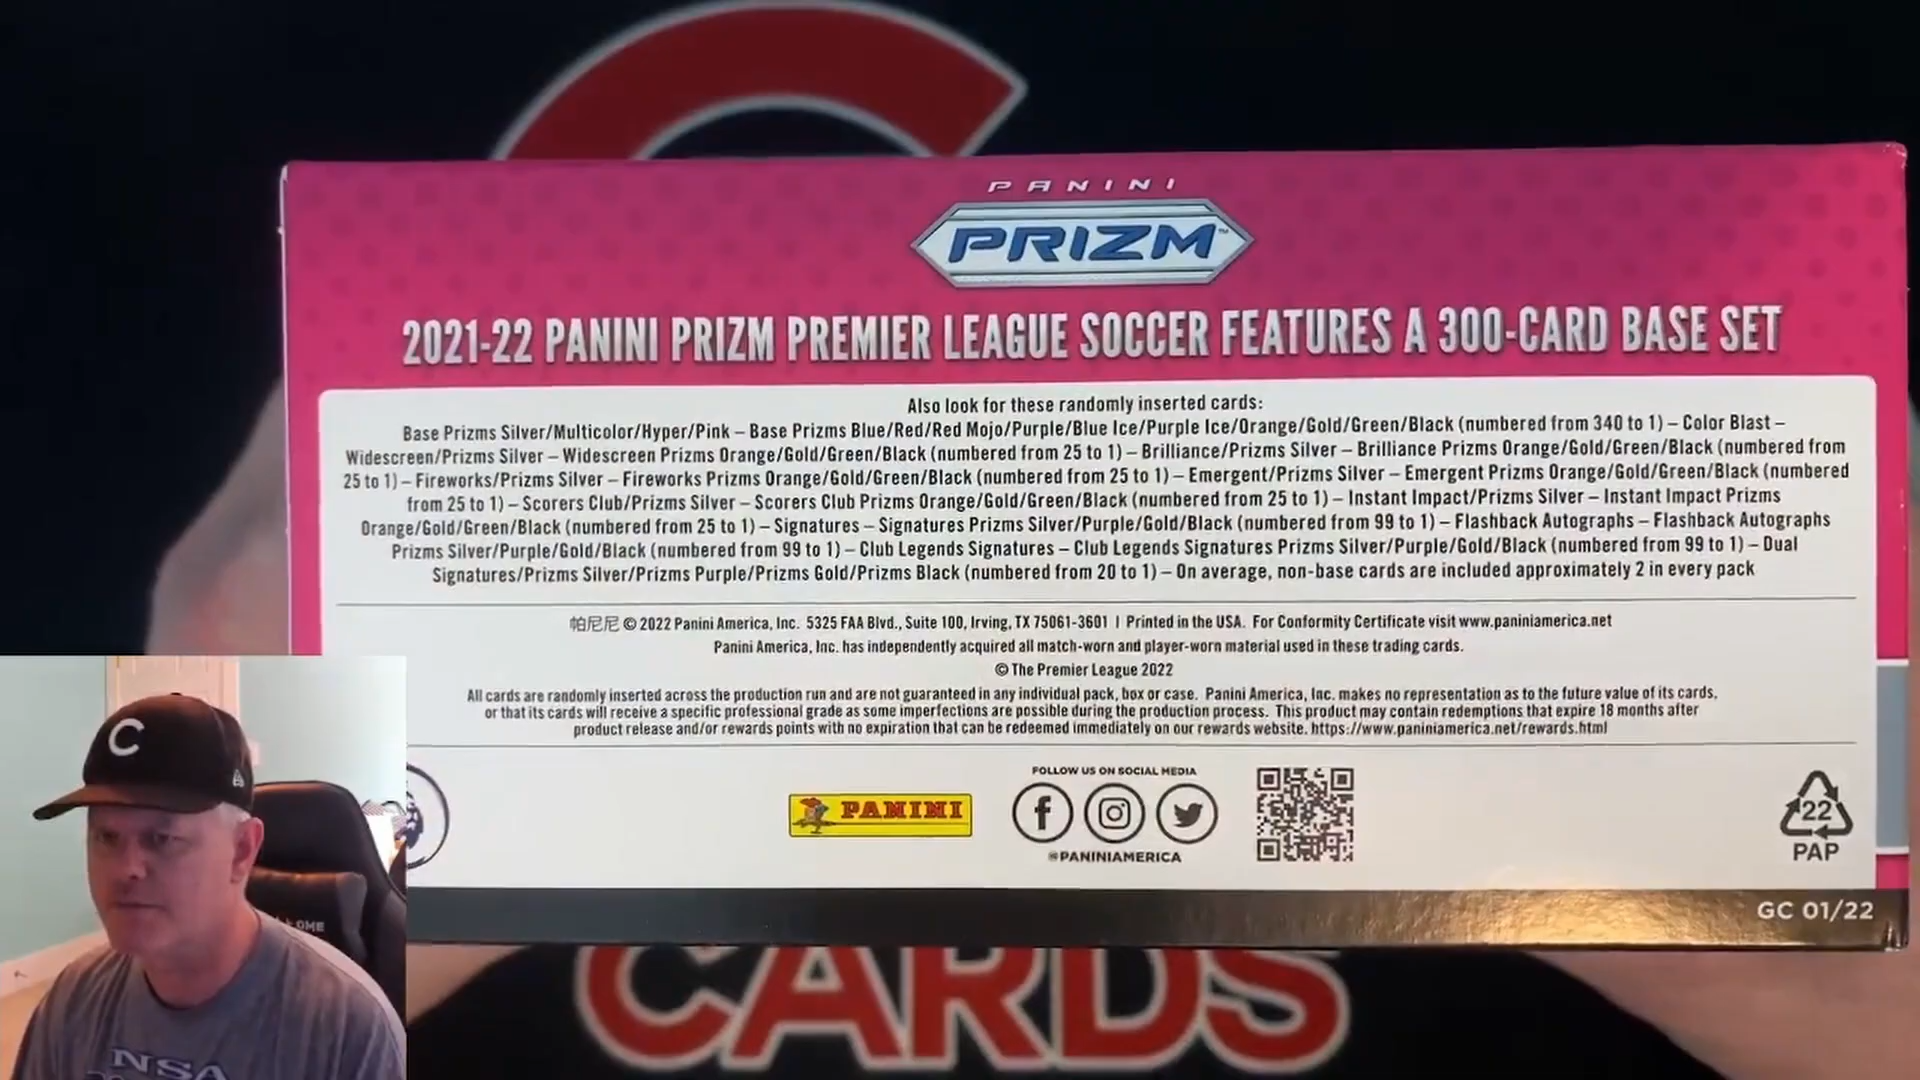 PANINI
PRIZM™
2021-22 PANINI PRIZM PREMIER LEAGUE SOCCER FEATURES A 300-CARD BASE SET
Also look for these randomly inserted cards:
Base Prizms Silver/Multicolor/Hyper/Pink – Base Prizms Blue/Red/Red Mojo/Purple/Blue Ice/Purple Ice/Orange/Gold/Green/Black (numbered from 340 to 1) – Color Blast –
Widescreen/Prizms Silver – Widescreen Prizms Orange/Gold/Green/Black (numbered from 25 to 1) – Brilliance/Prizms Silver – Brilliance Prizms Orange/Gold/Green/Black (numbered from
25 to 1) – Fireworks/Prizms Silver – Fireworks Prizms Orange/Gold/Green/Black (numbered from 25 to 1) – Emergent/Prizms Silver – Emergent Prizms Orange/Gold/Green/Black (numbered
from 25 to 1) – Scorers Club/Prizms Silver – Scorers Club Prizms Orange/Gold/Green/Black (numbered from 25 to 1) – Instant Impact/Prizms Silver – Instant Impact Prizms
Orange/Gold/Green/Black (numbered from 25 to 1) – Signatures – Signatures Prizms Silver/Purple/Gold/Black (numbered from 99 to 1) – Flashback Autographs – Flashback Autographs
Prizms Silver/Purple/Gold/Black (numbered from 99 to 1) – Club Legends Signatures – Club Legends Signatures Prizms Silver/Purple/Gold/Black (numbered from 99 to 1) – Dual
Signatures/Prizms Silver/Prizms Purple/Prizms Gold/Prizms Black (numbered from 20 to 1) – On average, non-base cards are included approximately 2 in every pack
帕尼尼 © 2022 Panini America, Inc. 5325 FAA Blvd., Suite 100, Irving, TX 75061-3601 | Printed in the USA. For Conformity Certificate visit www.paniniamerica.net
Panini America, Inc. has independently acquired all match-worn and player-worn material used in these trading cards.
© The Premier League 2022
All cards are randomly inserted across the production run and are not guaranteed in any individual pack, box or case. Panini America, Inc. makes no representation as to the future value of its cards,
or that its cards will receive a specific professional grade as some imperfections are possible during the production process. This product may contain redemptions that expire 18 months after
product release and/or rewards points with no expiration that can be redeemed immediately on our rewards website. https://www.paniniamerica.net/rewards.html
FOLLOW US ON SOCIAL MEDIA
PANINI
@PANINIAMERICA
22
PAP
GC 01/22
CARDS
C
NSA